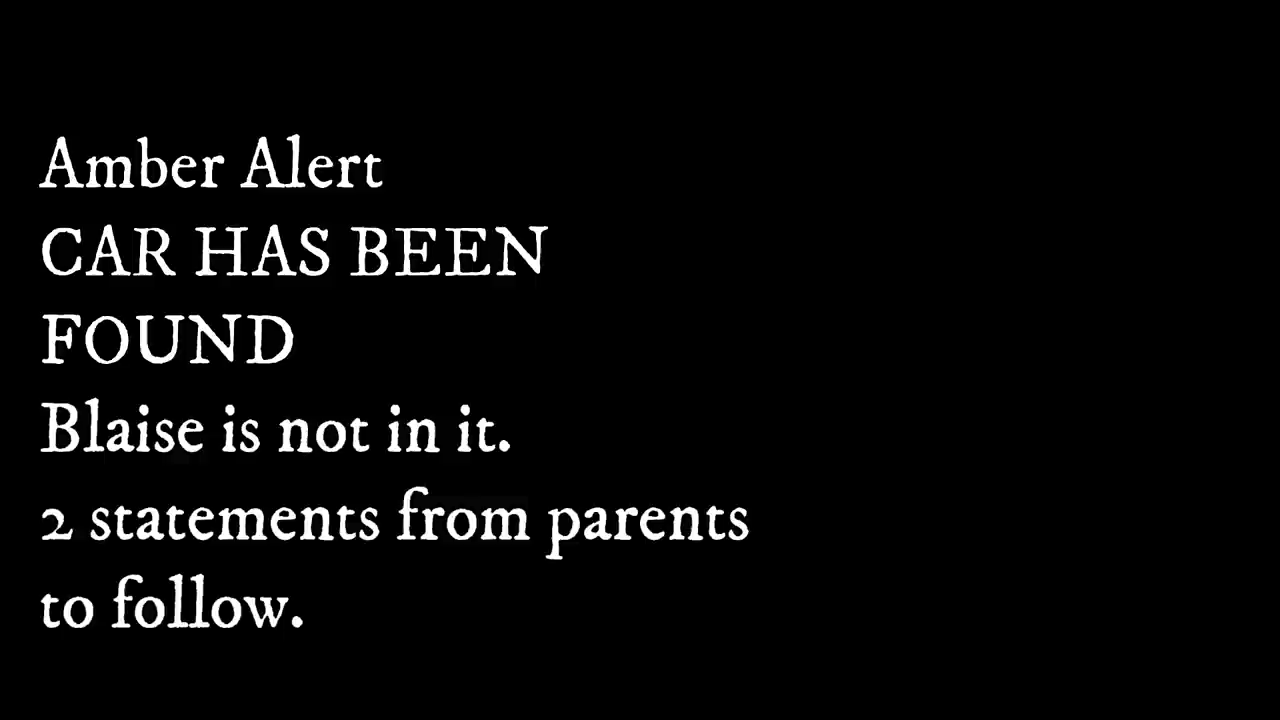 Amber Alert
CAR HAS BEEN
FOUND
Blaise is not in it.
2 statements from parents
to follow.